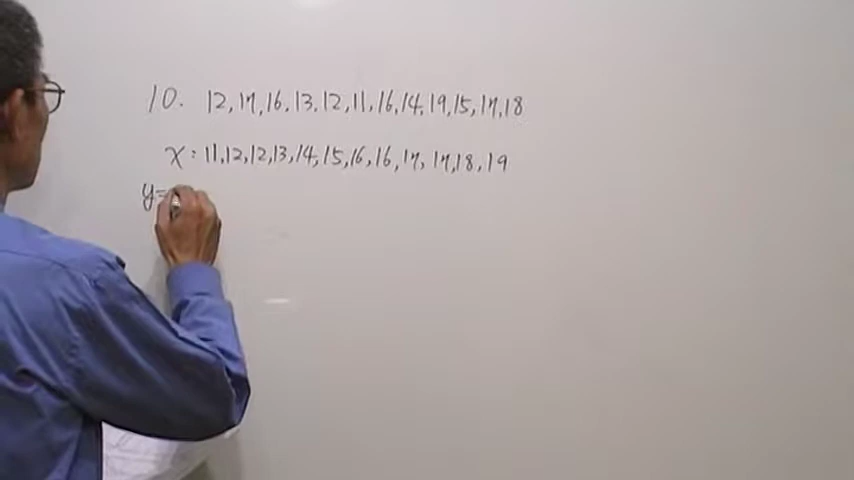 10. 12, 17, 16, 13, 12, 11, 16, 14, 19, 15, 17, 18
x: 11, 12, 12, 13, 14, 15, 16, 16, 17, 17, 18, 19
y=